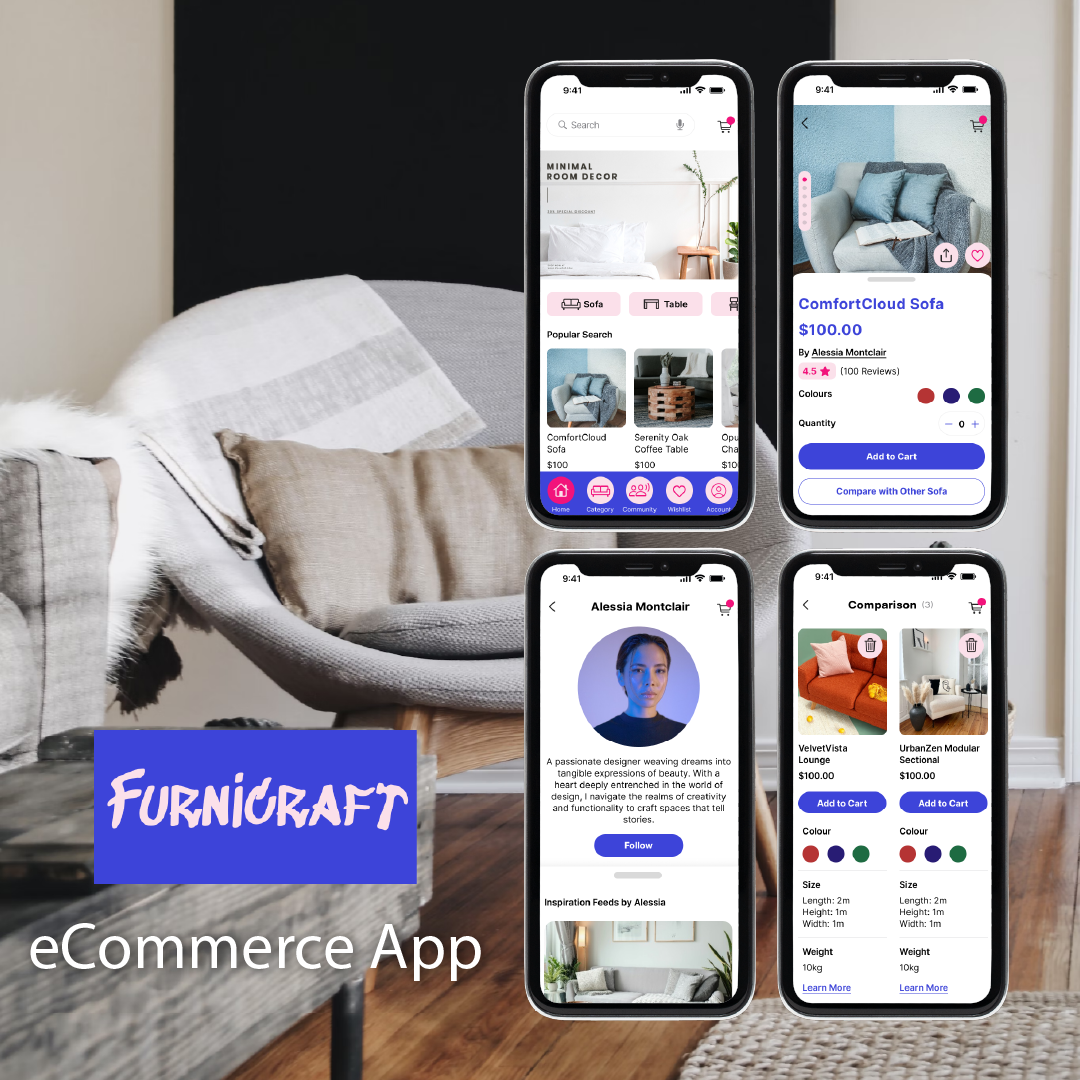 9:41
Search
MINIMAL
ROOM DECOR
Sofa
Table
Popular Search
ComfortCloud
Sofa
$100
Serenity Oak
Coffee Table
$100
Opu
Cha
$10
Home
Category
Community
Wishlist
Account
9:41
ComfortCloud Sofa
$100.00
By Alessia Montclair
4.5 ★ (100 Reviews)
Colours
Quantity
− 0 +
Add to Cart
Compare with Other Sofa
9:41
Alessia Montclair
A passionate designer weaving dreams into
tangible expressions of beauty. With a
heart deeply entrenched in the world of
design, I navigate the realms of creativity
and functionality to craft spaces that tell
stories.
Follow
Inspiration Feeds by Alessia
9:41
Comparison (3)
VelvetVista
Lounge
$100.00
Add to Cart
Colour
Size
Length: 2m
Height: 1m
Width: 1m
Weight
10kg
Learn More
UrbanZen Modular
Sectional
$100.00
Add to Cart
Colour
Size
Length: 2m
Height: 1m
Width: 1m
Weight
10kg
Learn More
FURNICRAFT
eCommerce App